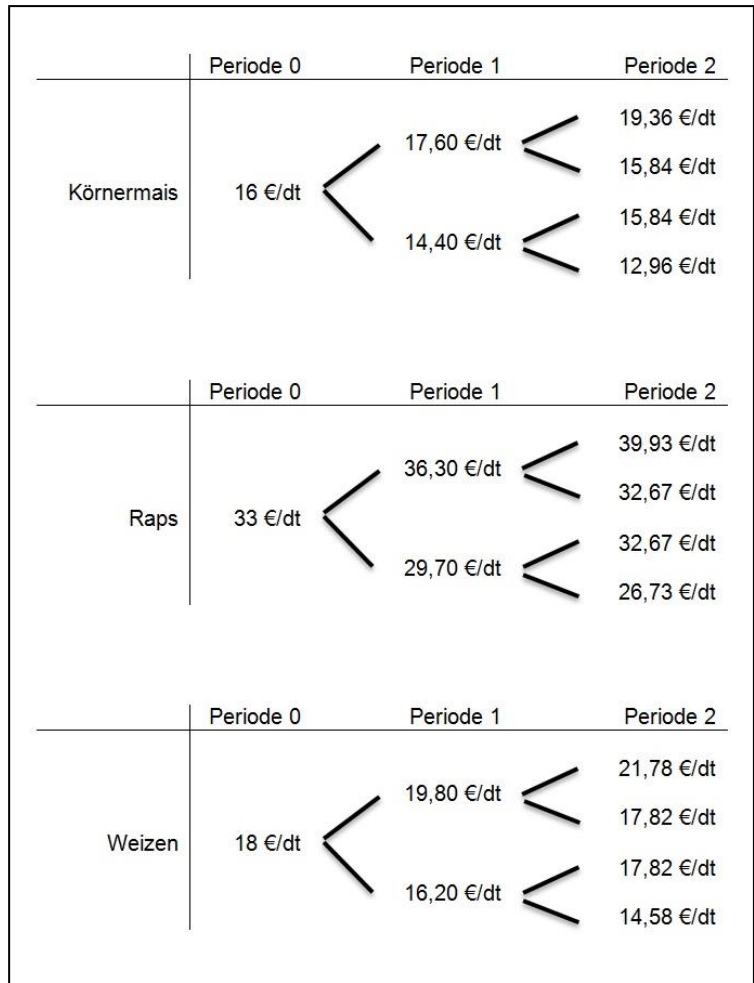 Periode 0 Periode 1 Periode 2
19,36 €/dt
17,60 €/dt
15,84 €/dt
Körnermais 16 €/dt
15,84 €/dt
14,40 €/dt
12,96 €/dt
Periode 0 Periode 1 Periode 2
39,93 €/dt
36,30 €/dt
32,67 €/dt
Raps 33 €/dt
32,67 €/dt
29,70 €/dt
26,73 €/dt
Periode 0 Periode 1 Periode 2
21,78 €/dt
19,80 €/dt
17,82 €/dt
Weizen 18 €/dt
17,82 €/dt
16,20 €/dt
14,58 €/dt